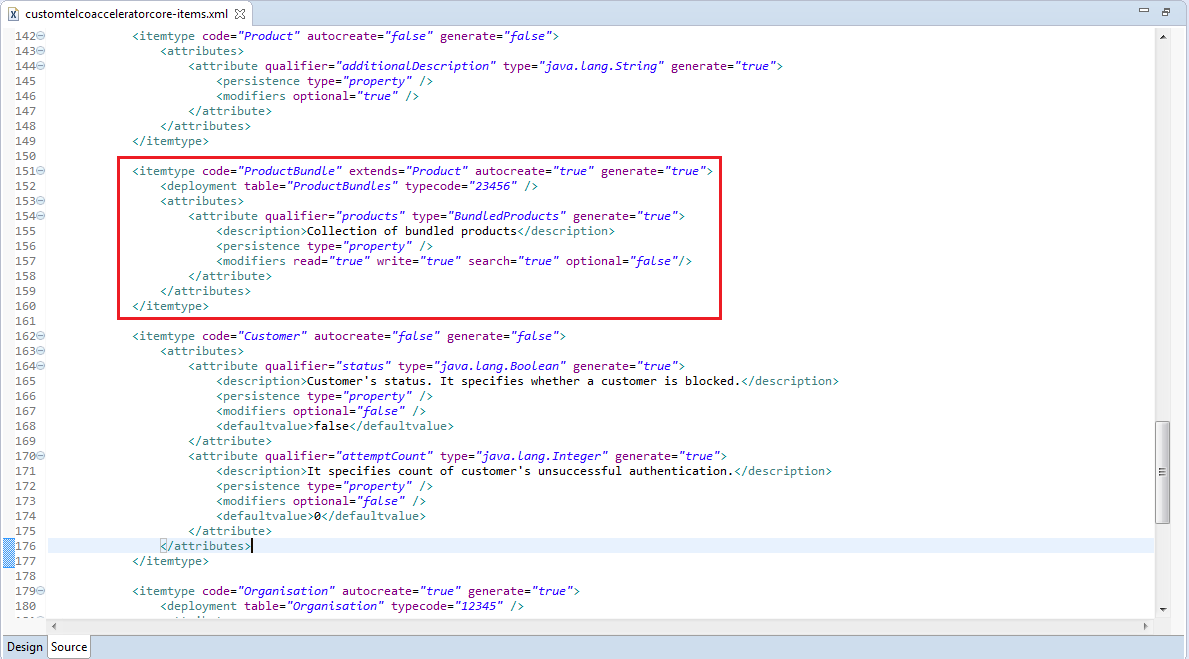 customtelcoacceleratorcore-items.xml
142 <itemtype code="Product" autocreate="false" generate="false">
143 <attributes>
144 <attribute qualifier="additionalDescription" type="java.lang.String" generate="true">
145 <persistence type="property" />
146 <modifiers optional="true" />
147 </attribute>
148 </attributes>
149 </itemtype>
150
151 <itemtype code="ProductBundle" extends="Product" autocreate="true" generate="true">
152 <deployment table="ProductBundles" typecode="23456" />
153 <attributes>
154 <attribute qualifier="products" type="BundledProducts" generate="true">
155 <description>Collection of bundled products</description>
156 <persistence type="property" />
157 <modifiers read="true" write="true" search="true" optional="false"/>
158 </attribute>
159 </attributes>
160 </itemtype>
161
162 <itemtype code="Customer" autocreate="false" generate="false">
163 <attributes>
164 <attribute qualifier="status" type="java.lang.Boolean" generate="true">
165 <description>Customer's status. It specifies whether a customer is blocked.</description>
166 <persistence type="property" />
167 <modifiers optional="false" />
168 <defaultvalue>false</defaultvalue>
169 </attribute>
170 <attribute qualifier="attemptCount" type="java.lang.Integer" generate="true">
171 <description>It specifies count of customer's unsuccessful authentication.</description>
172 <persistence type="property" />
173 <modifiers optional="false" />
174 <defaultvalue>0</defaultvalue>
175 </attribute>
176 </attributes>
177 </itemtype>
178
179 <itemtype code="Organisation" autocreate="true" generate="true">
180 <deployment table="Organisation" typecode="12345" />
Design Source